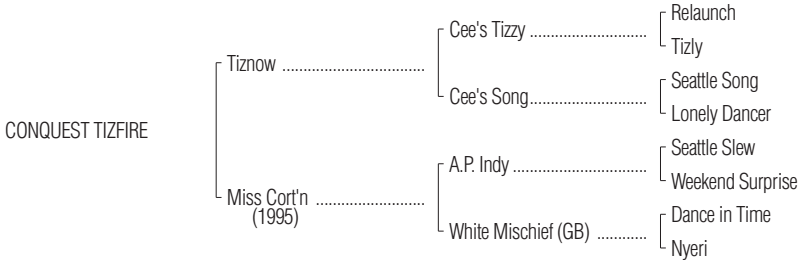 Relaunch
Cee's Tizzy ............................
Tizly
Tiznow ..................................
Seattle Song
Cee's Song............................
Lonely Dancer
CONQUEST TIZFIRE
Seattle Slew
A.P. Indy ................................
Weekend Surprise
Miss Cort'n ..........................
(1995)
Dance in Time
White Mischief (GB) ............
Nyeri